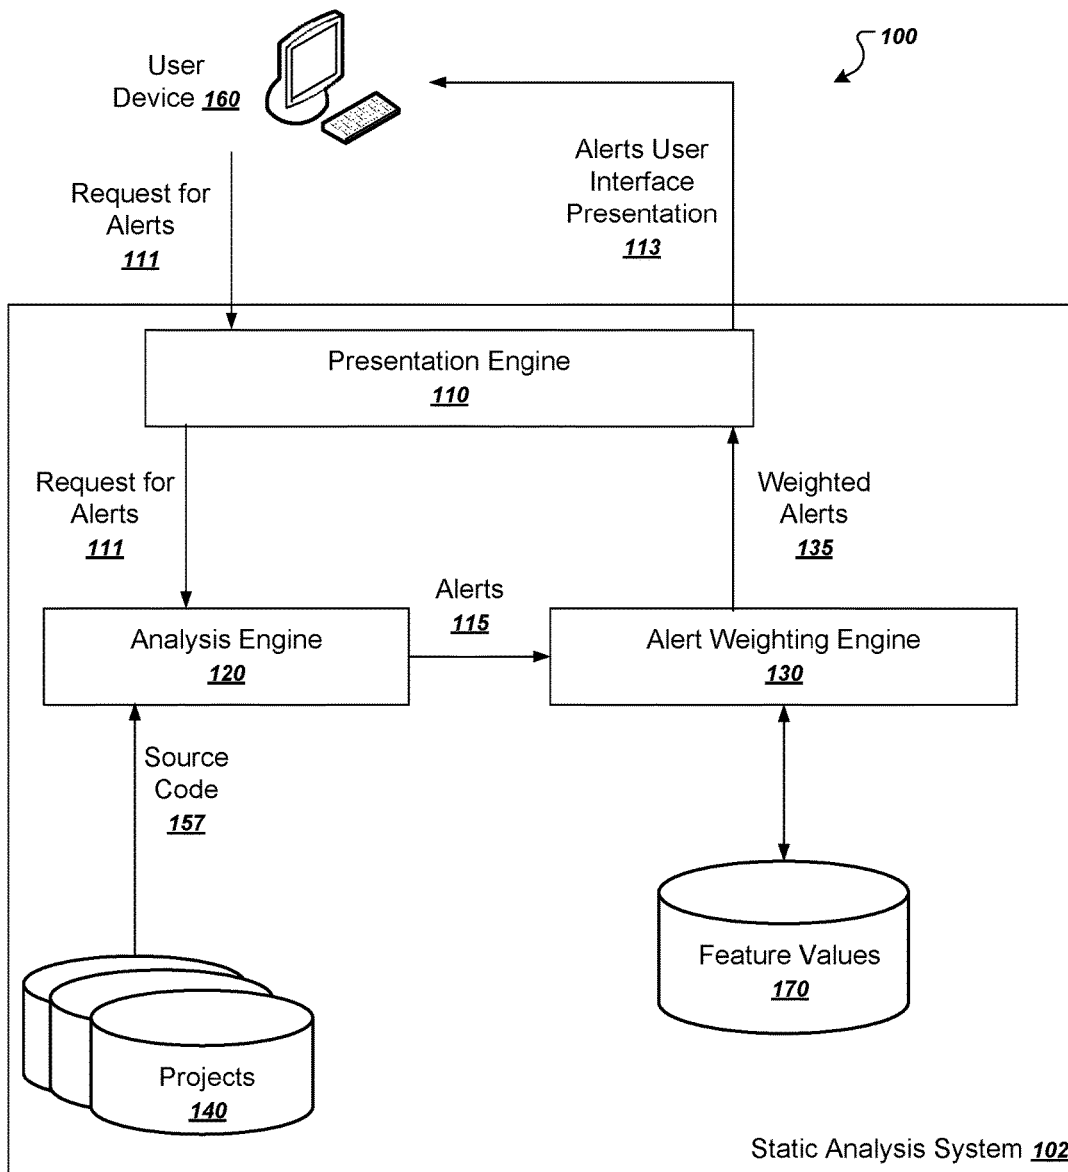 100
User
Device 160
Alerts User
Interface
Presentation
113
Request for
Alerts
111
Presentation Engine
110
Request for
Alerts
111
Weighted
Alerts
135
Alerts
115
Analysis Engine
120
Alert Weighting Engine
130
Source
Code
157
Feature Values
170
Projects
140
Static Analysis System 102